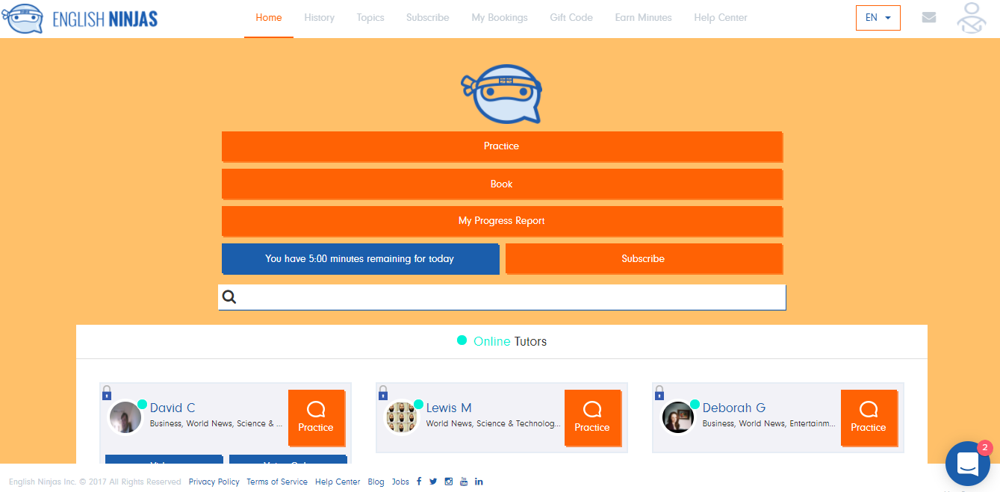 ENGLISH NINJAS
Home History Topics Subscribe My Bookings Gift Code Earn Minutes Help Center
EN
Practice
Book
My Progress Report
You have 5:00 minutes remaining for today
Subscribe
Online Tutors
David C
Business, World News, Science & ...
Practice
Lewis M
World News, Science & Technolog...
Practice
Deborah G
Business, World News, Entertainm...
Practice
2
English Ninjas Inc. © 2017 All Rights Reserved Privacy Policy Terms of Service Help Center Blog Jobs